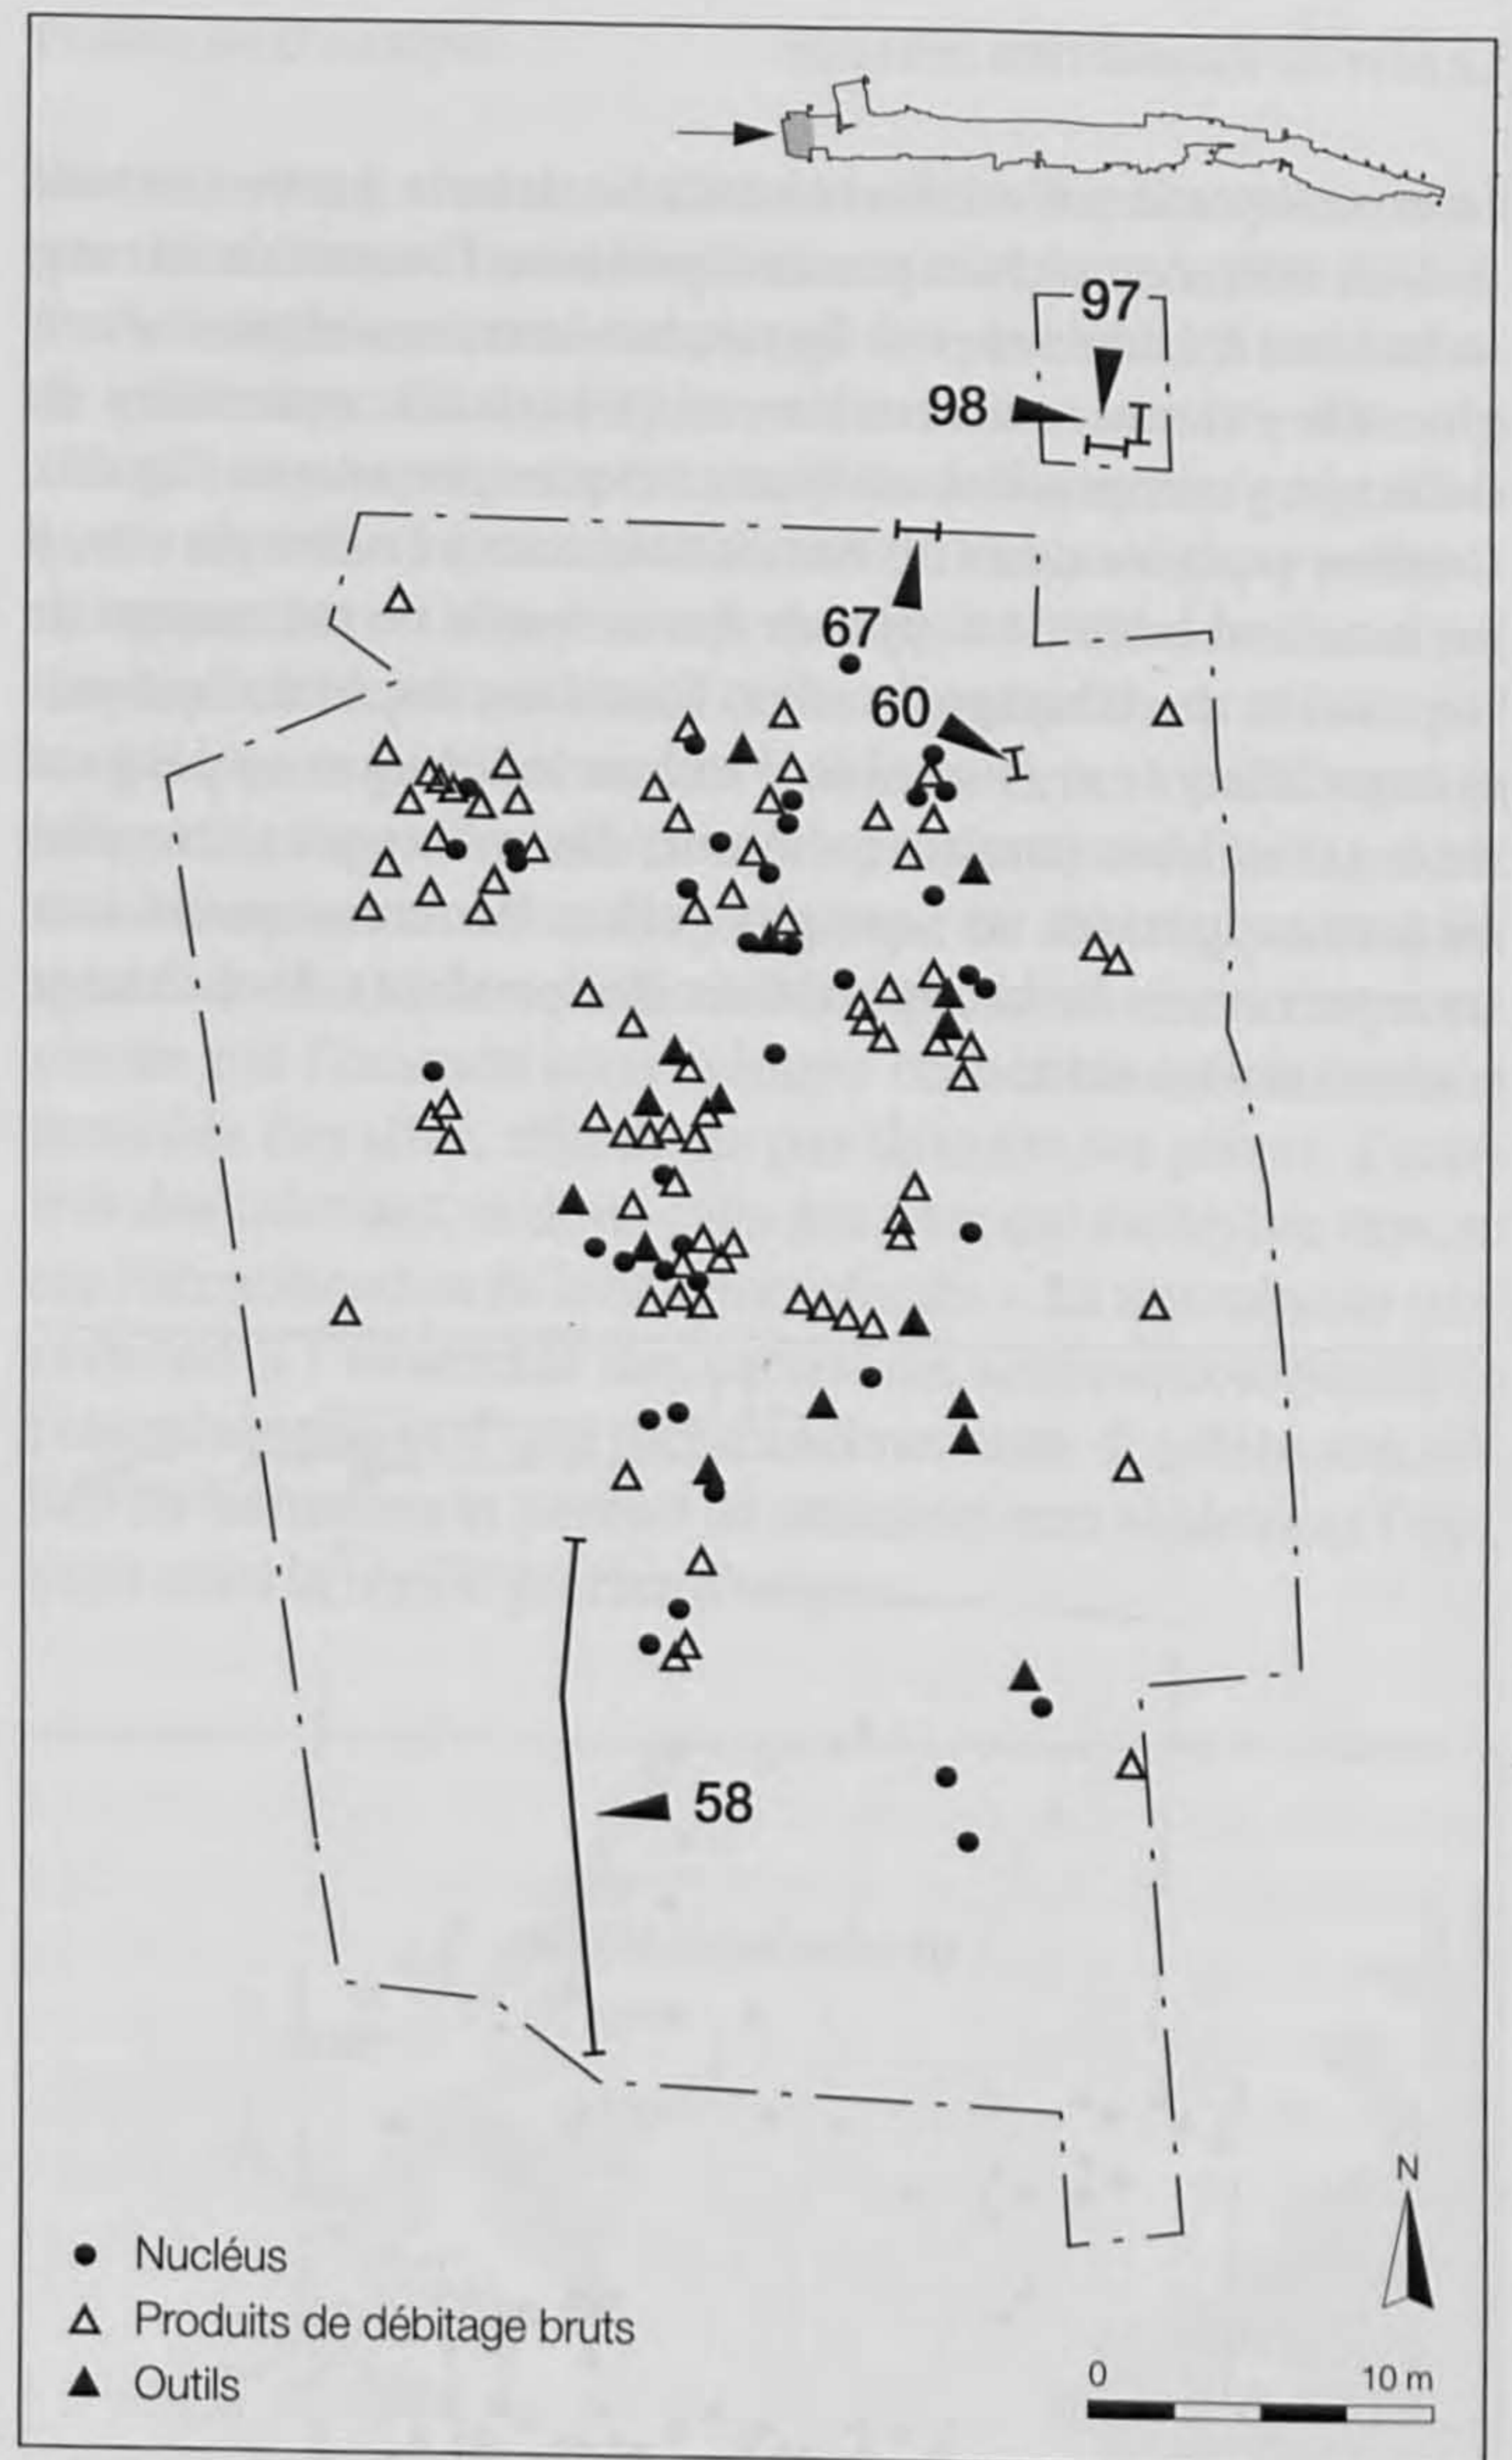 97
98
67
60
58
N
Nucléus
Produits de débitage bruts
Outils
0 10 m